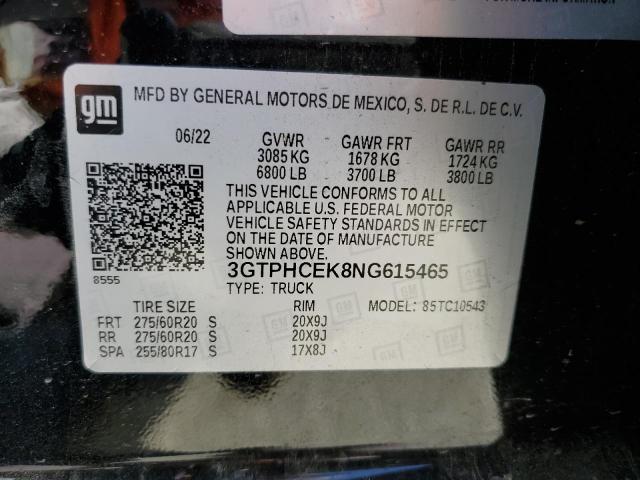 FOR MORE INFORMATION
gm
MFD BY GENERAL MOTORS DE MEXICO, S. DE R.L. DE C.V.
06/22 GVWR GAWR FRT GAWR RR
3085 KG 1678 KG 1724 KG
6800 LB 3700 LB 3800 LB
THIS VEHICLE CONFORMS TO ALL
APPLICABLE U.S. FEDERAL MOTOR
VEHICLE SAFETY STANDARDS IN EFFECT
ON THE DATE OF MANUFACTURE
SHOWN ABOVE.
8555
3GTPHCEK8NG615465
TYPE: TRUCK
TIRE SIZE RIM MODEL: 85TC10543
FRT 275/60R20 S 20X9J
RR 275/60R20 S 20X9J
SPA 255/80R17 S 17X8J